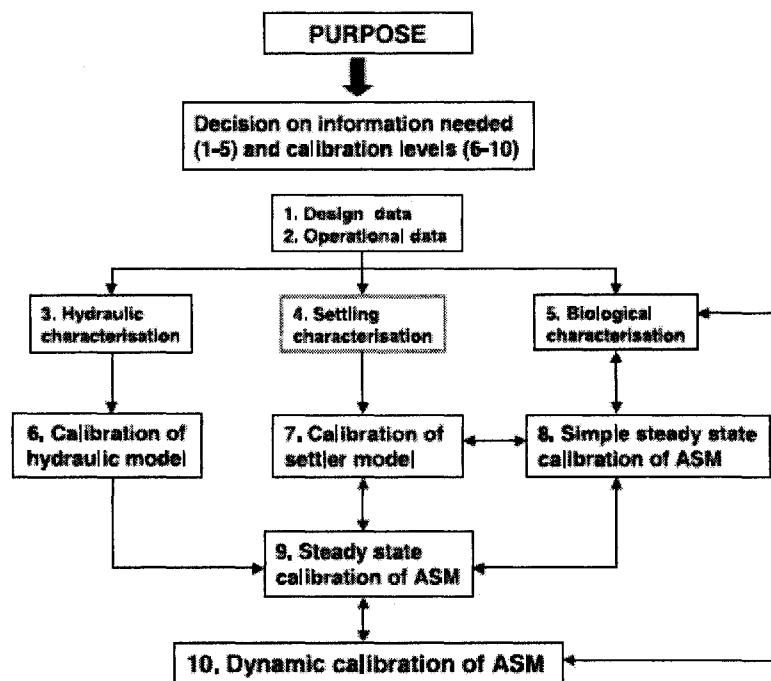 PURPOSE
Decision on information needed
(1-5) and calibration levels (6-10)
1. Design data
2. Operational data
3. Hydraulic
characterisation
4. Settling
characterisation
5. Biological
characterisation
6. Calibration of
hydraulic model
7. Calibration of
settler model
8. Simple steady state
calibration of ASM
9. Steady state
calibration of ASM
10. Dynamic calibration of ASM